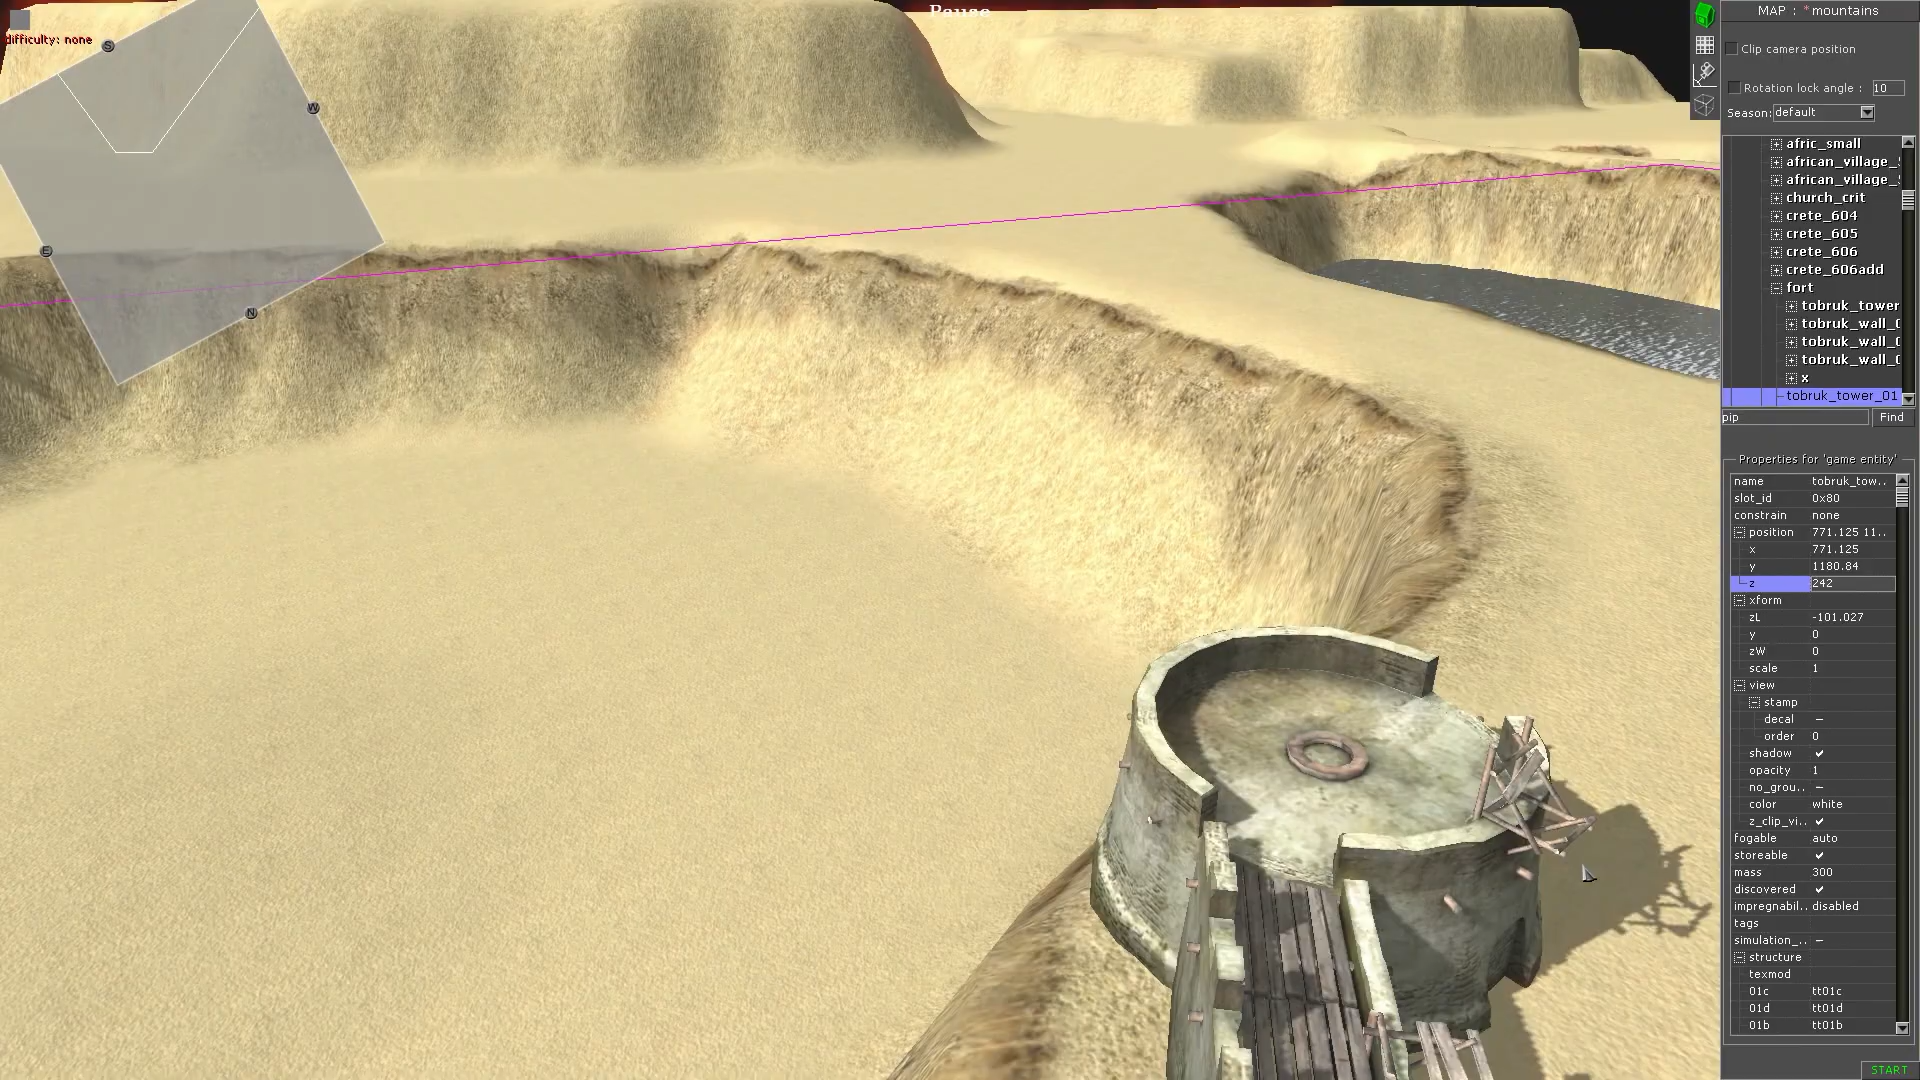 Pause
difficulty: none
S
W
E
N
MAP : *mountains
Clip camera position
Rotation lock angle : 10
Season: default
afric_small
african_village_
african_village_
church_crit
crete_604
crete_605
crete_606
crete_606add
fort
tobruk_tower
tobruk_wall_0
tobruk_wall_0
tobruk_wall_0
x
tobruk_tower_01
pip Find
Properties for 'game entity'
name tobruk_tow..
slot_id 0x80
constrain none
position 771.125 11..
x 771.125
y 1180.84
z 242
xform
zL -101.027
y 0
zW 0
scale 1
view
stamp
decal —
order 0
shadow ✓
opacity 1
no_grou.. —
color white
z_clip_vi.. ✓
fogable auto
storeable ✓
mass 300
discovered ✓
impregnabil.. disabled
tags
simulation_.. —
structure
texmod
01c tt01c
01d tt01d
01b tt01b
START